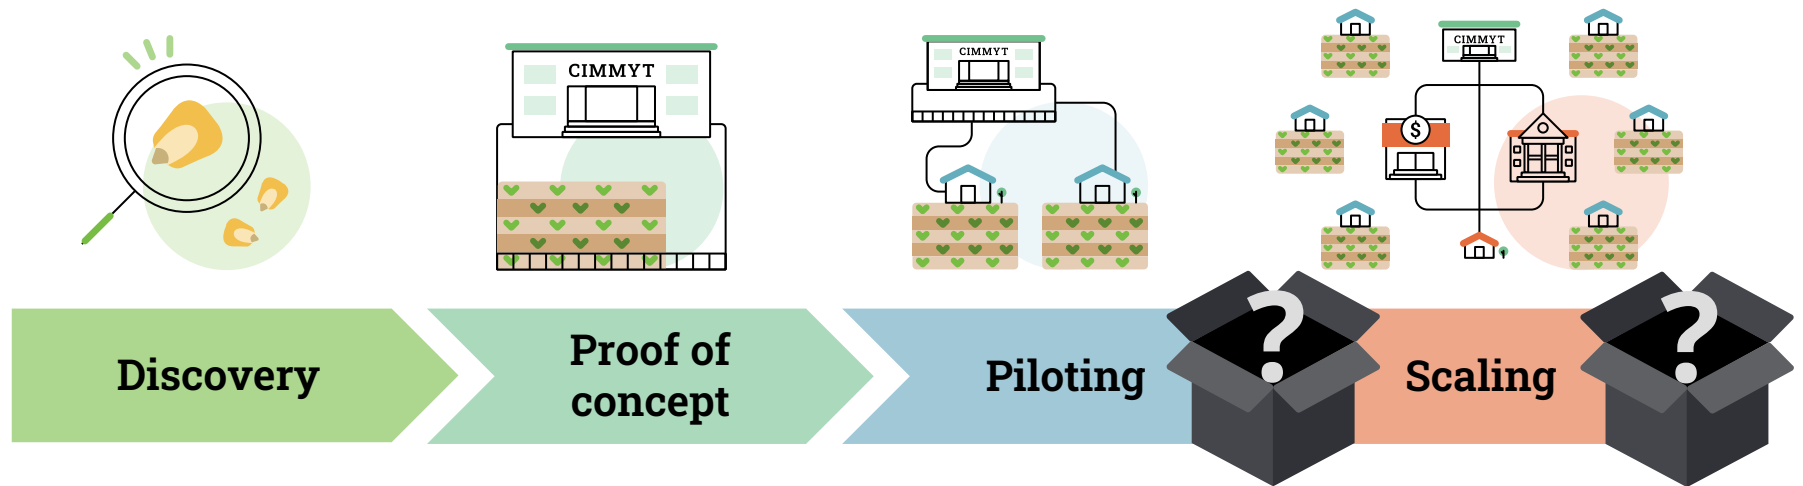 CIMMYT
CIMMYT
CIMMYT
$
Discovery
Proof of
concept
Piloting
?
Scaling
?